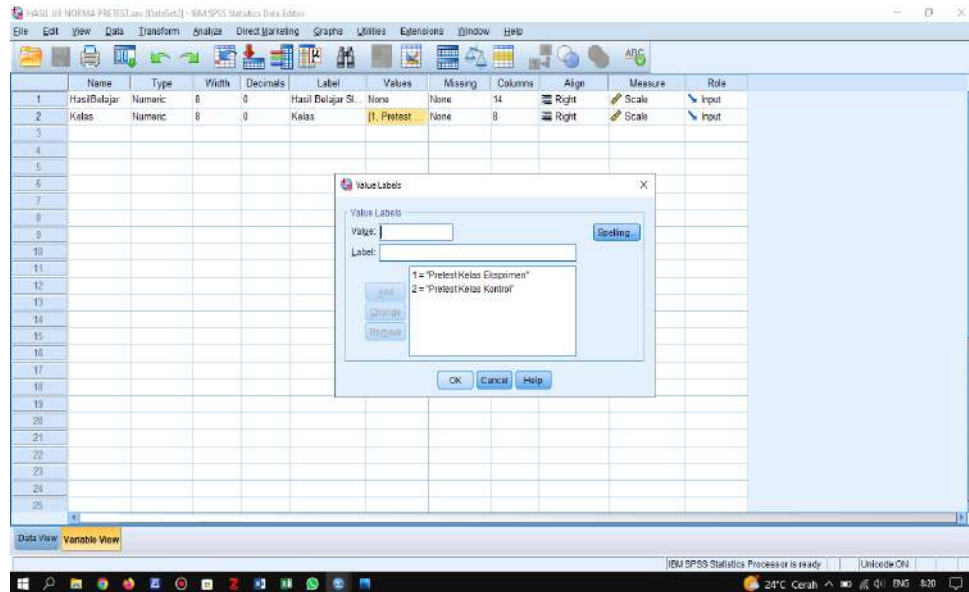 HASIL UJI NORMA PRETEST.sav [DataSet2] - IBM SPSS Statistics Data Editor
File Edit View Data Transform Analyze Direct Marketing Graphs Utilities Extensions Window Help
Name Type Width Decimals Label Values Missing Columns Align Measure Role
1 HasilBelajar Numeric 8 0 Hasil Belajar SI... None None 14 Right Scale Input
2 Kelas Numeric 8 0 Kelas {1, Pretest ... None 8 Right Scale Input
3
4
5
6
7
8
9
10
11
12
13
14
15
16
17
18
19
20
21
22
23
24
25
Value Labels
Value Labels
Value:
Spelling...
Label:
1 = "Pretest Kelas Eksprimen"
2 = "Pretest Kelas Kontrol"
Add
Change
Remove
OK Cancel Help
Data View Variable View
IBM SPSS Statistics Processor is ready Unicode:ON
24°C Cerah ENG 8:20